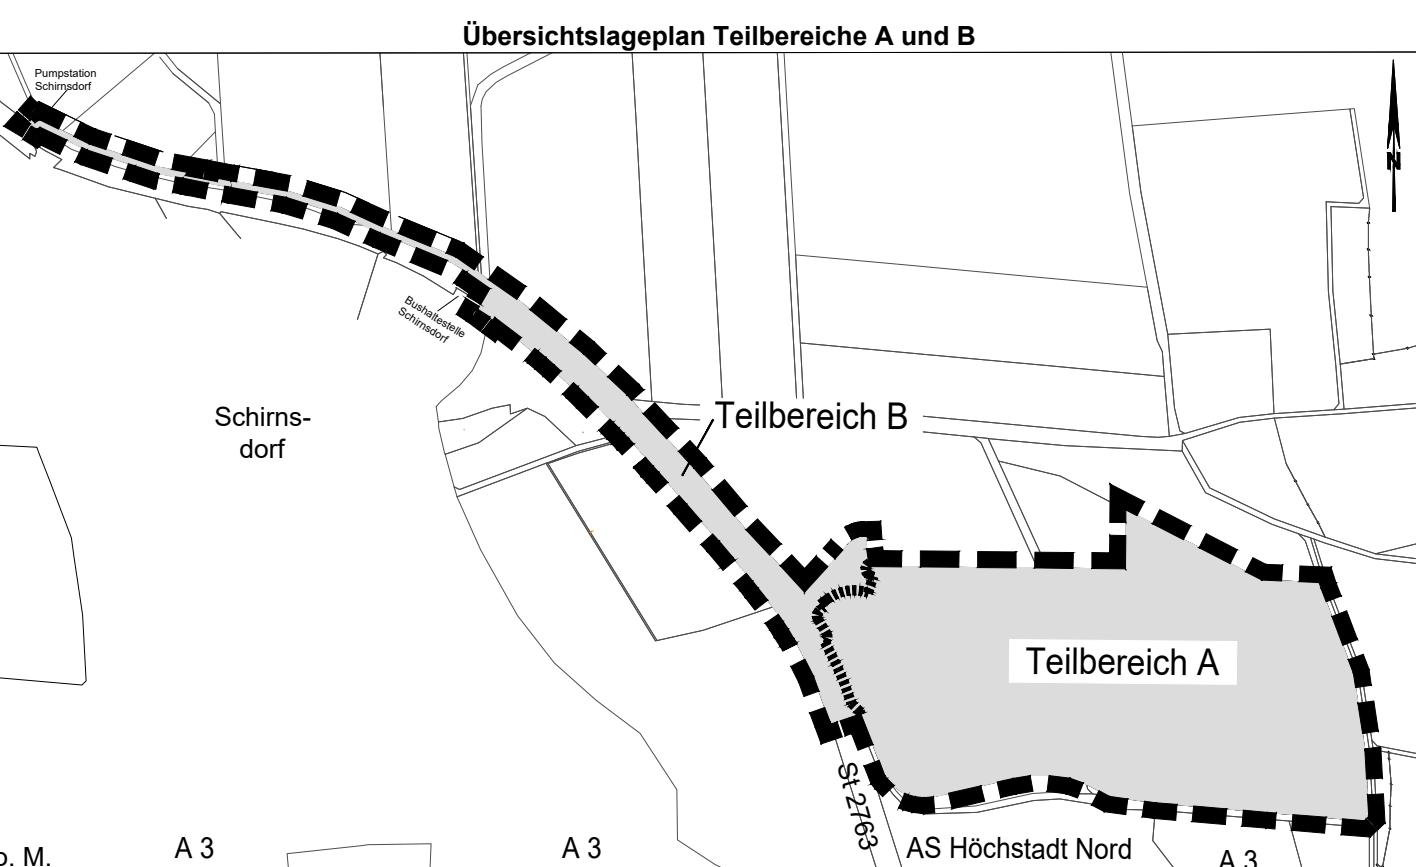 Übersichtslageplan Teilbereiche A und B
Pumpstation
Schirnsdorf
N
Bushaltestelle
Schirnsdorf
Schirns-
dorf
Teilbereich B
Teilbereich A
St 2763
o. M.
A 3
A 3
AS Höchstadt Nord
A 3